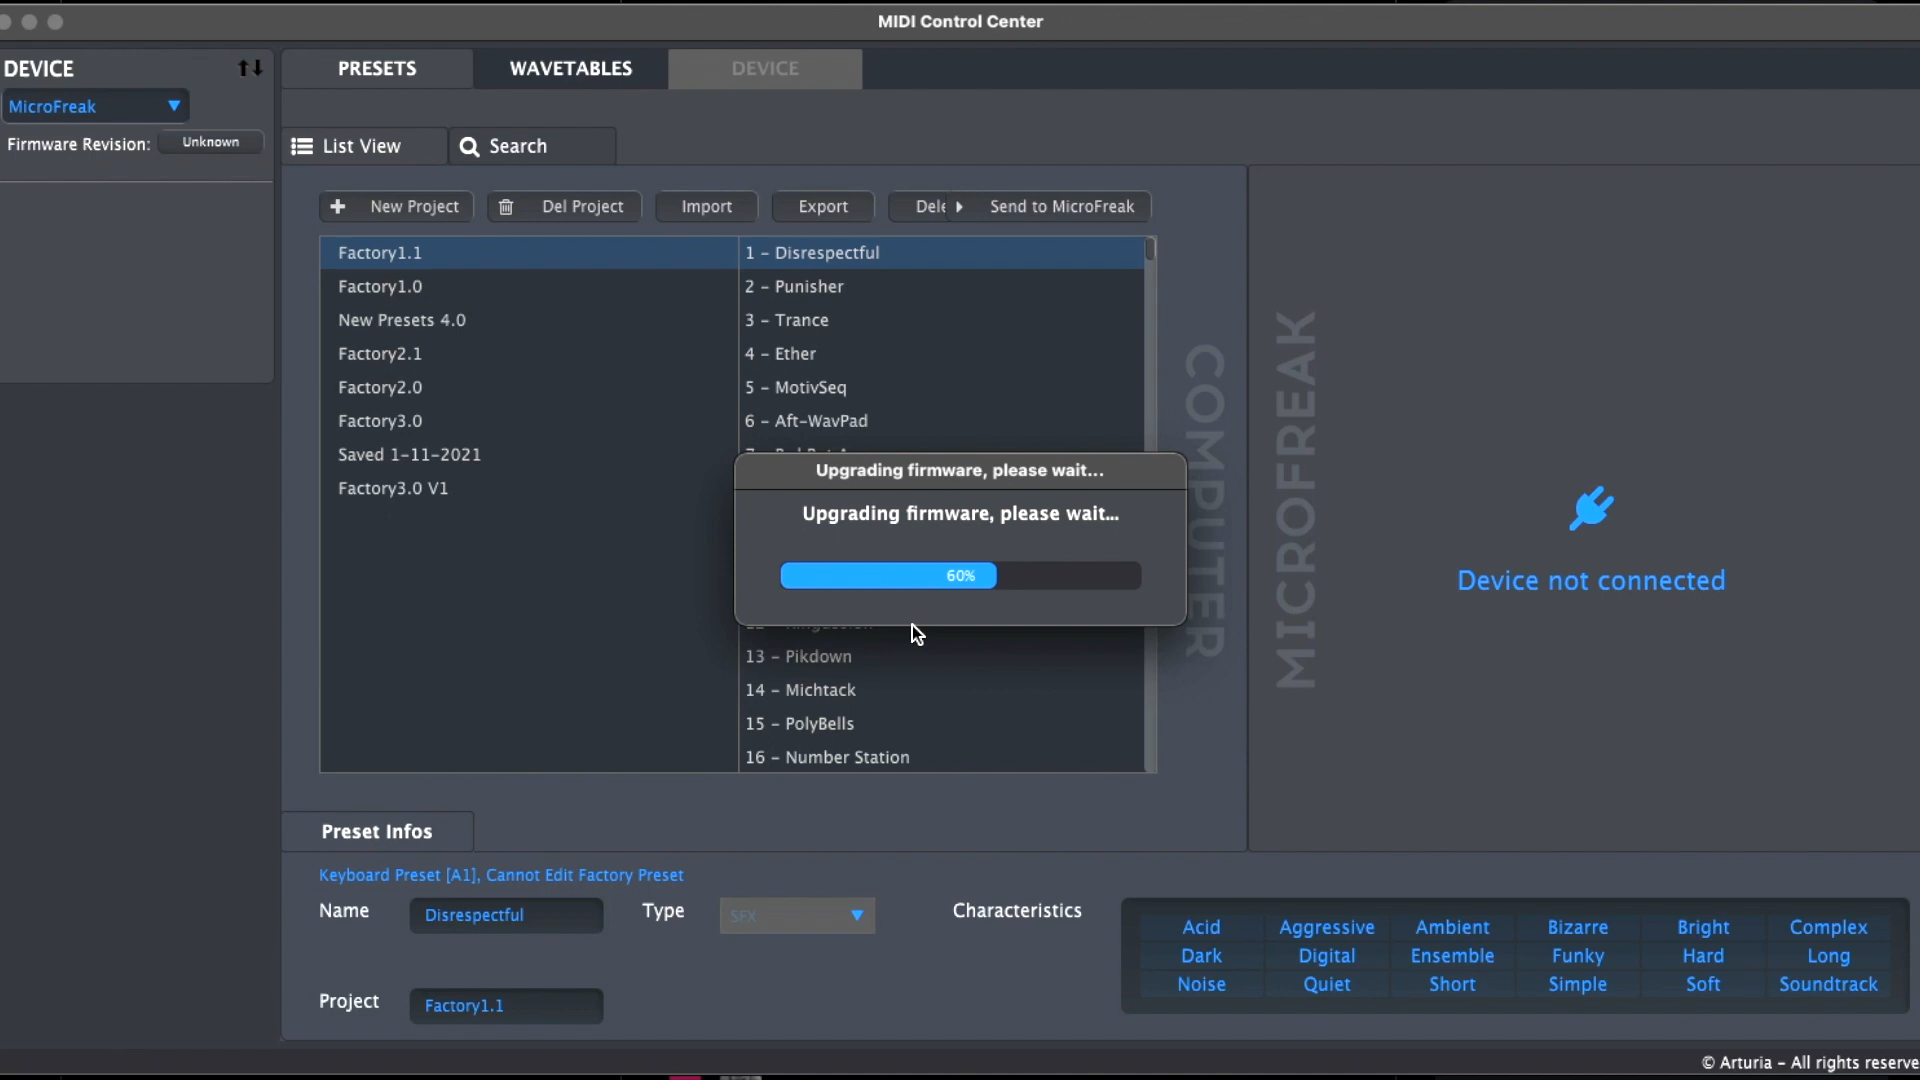 MIDI Control Center
DEVICE
PRESETS
WAVETABLES
DEVICE
MicroFreak
Firmware Revision:
Unknown
List View
Search
New Project
Del Project
Import
Export
Dele
Send to MicroFreak
Factory1.1
Factory1.0
New Presets 4.0
Factory2.1
Factory2.0
Factory3.0
Saved 1-11-2021
Factory3.0 V1
1 - Disrespectful
2 - Punisher
3 - Trance
4 - Ether
5 - MotivSeq
6 - Aft-WavPad
Upgrading firmware, please wait...
Upgrading firmware, please wait...
60%
13 - Pikdown
14 - Michtack
15 - PolyBells
16 - Number Station
COMPUTER
MICROFREAK
Device not connected
Preset Infos
Keyboard Preset [A1], Cannot Edit Factory Preset
Name
Disrespectful
Type
SFX
Characteristics
Acid Aggressive Ambient Bizarre Bright Complex
Dark Digital Ensemble Funky Hard Long
Noise Quiet Short Simple Soft Soundtrack
Project
Factory1.1
© Arturia - All rights reserve